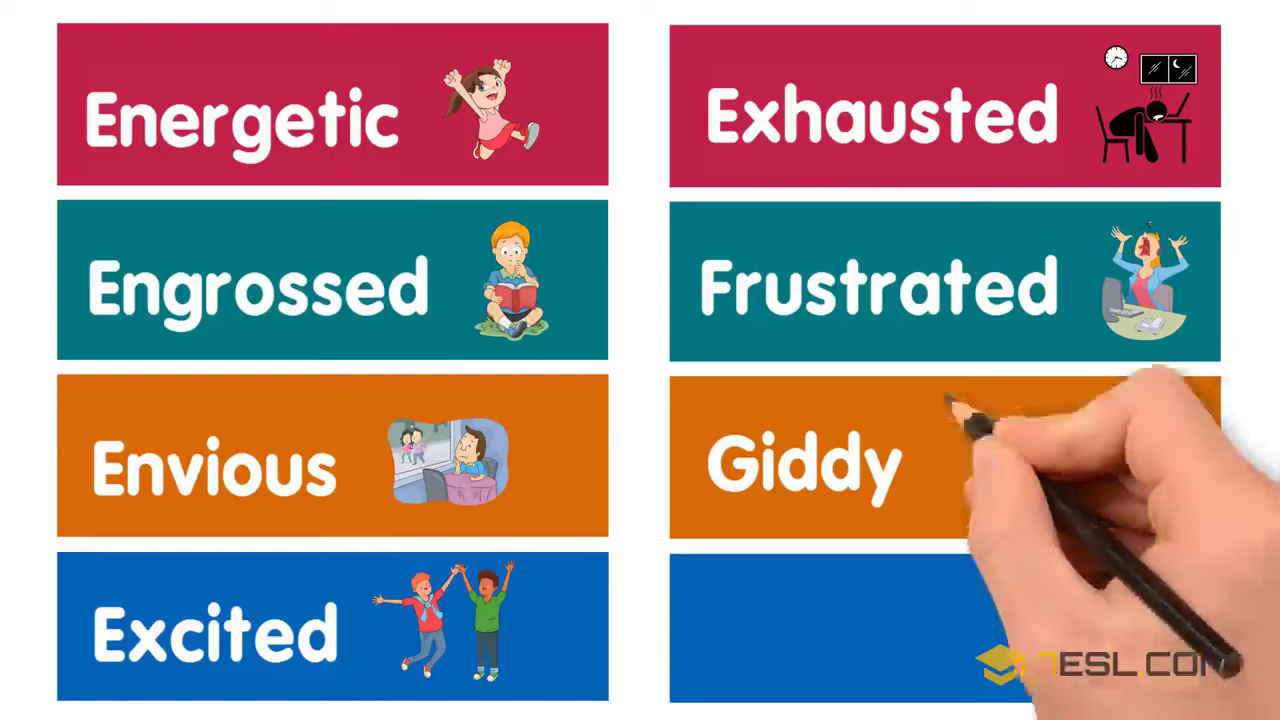 Energetic
Engrossed
Envious
Excited
Exhausted
Frustrated
Giddy